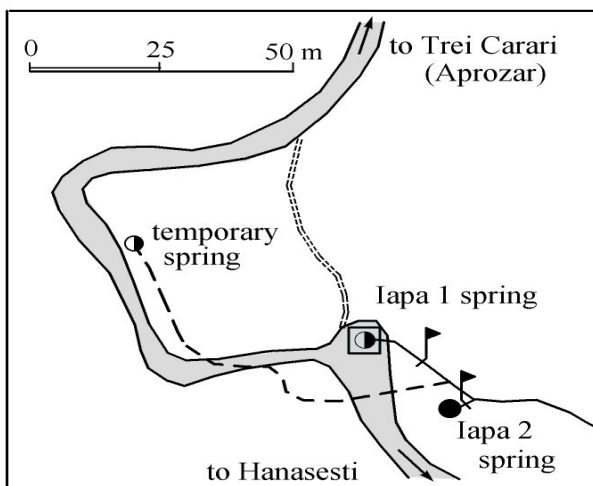 0 25 50 m
to Trei Carari
(Aprozar)
temporary
spring
Iapa 1 spring
Iapa 2
spring
to Hanasesti